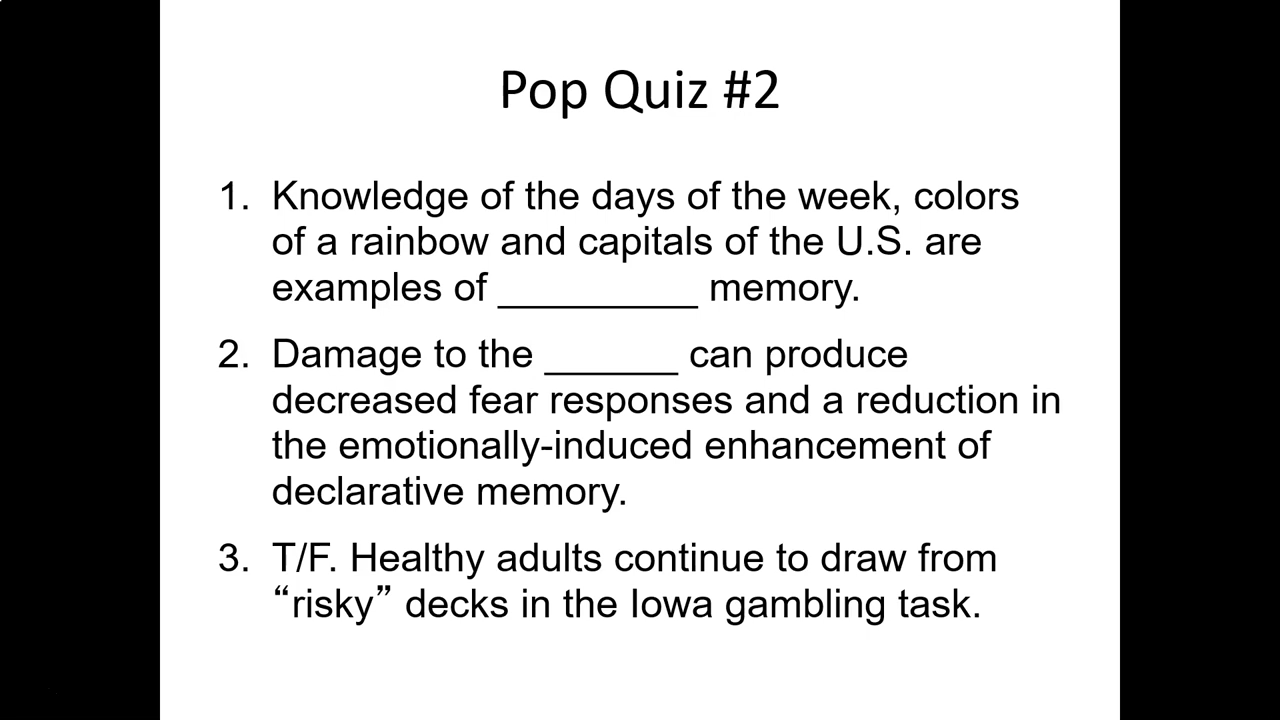 Pop Quiz #2
1. Knowledge of the days of the week, colors
of a rainbow and capitals of the U.S. are
examples of _________ memory.
2. Damage to the ______ can produce
decreased fear responses and a reduction in
the emotionally-induced enhancement of
declarative memory.
3. T/F. Healthy adults continue to draw from
“risky” decks in the Iowa gambling task.